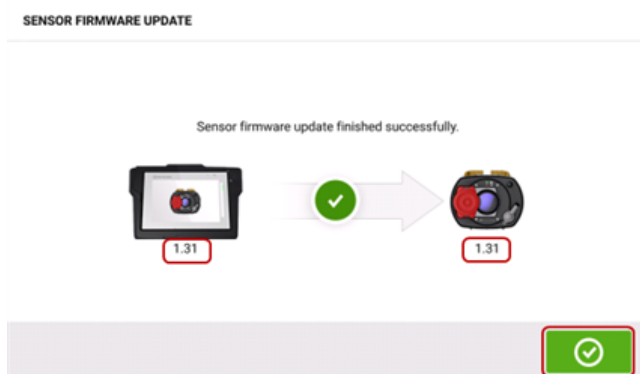 SENSOR FIRMWARE UPDATE
Sensor firmware update finished successfully.
1.31
1.31